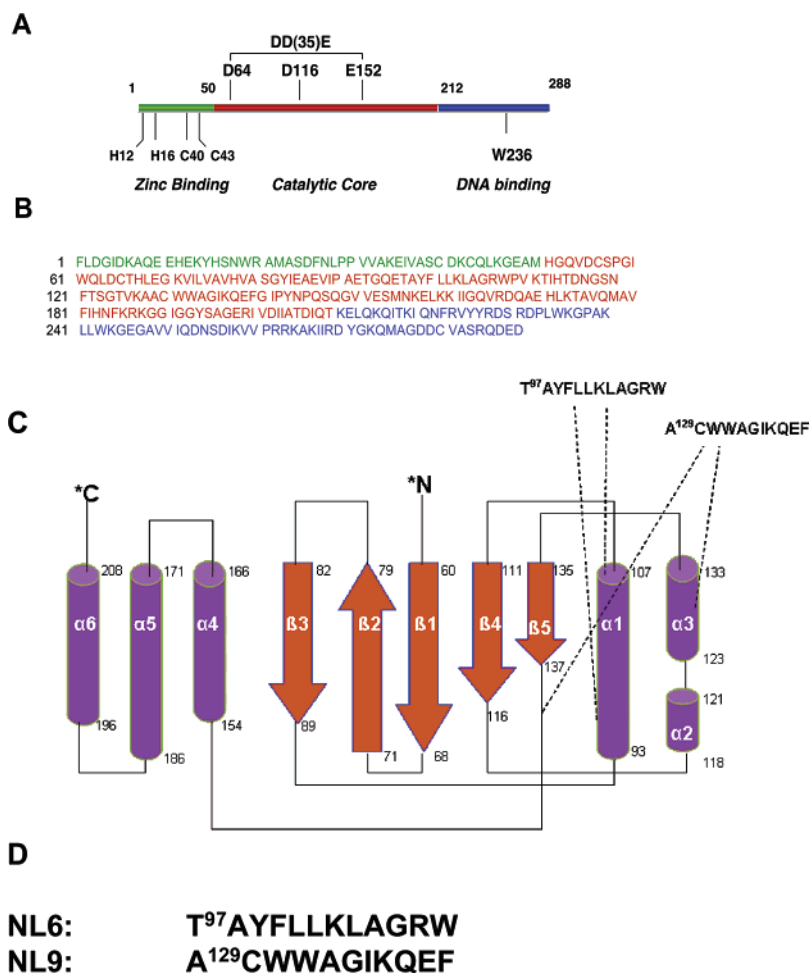 A
DD(35)E
D64 D116 E152
1 50 212 288
H12 H16 C40 C43 W236
Zinc Binding Catalytic Core DNA binding
B
1 FLDGIDKAQE EHEKYHSNWR AMASDFNLPP VVAKEIVASC DKCQLKGEAM HGQVDCSPGI
61 WQLDCTHLEG KVILVAVHVA SGYIEAEVIP AETGQETAYF LLKLAGRWPV KTIHTDNGSN
121 FTSGTVKAAC WWAGIKQEFG IPYNPQSQGV VESMNKELKK IIGQVRDQAE HLKTAVQMAV
181 FIHNFKRKGG IGGYSAGERI VDIIATDIQT KELQKQITKI QNFRVYYRDS RDPLWKGPAK
241 LLWKGEGAVV IQDNSDIKVV PRRKAKIIRD YGKQMAGDDC VASRQDED
T97AYFLLKLAGRW
C
A129CWWAGIKQEF
*C *N
208 171 166 82 79 60 111 135 107 133
α6 α5 α4 ß3 ß2 ß1 ß4 ß5 α1 α3
137 123
196 186 154 89 71 68 116 93 121
α2
118
D
NL6: T97AYFLLKLAGRW
NL9: A129CWWAGIKQEF